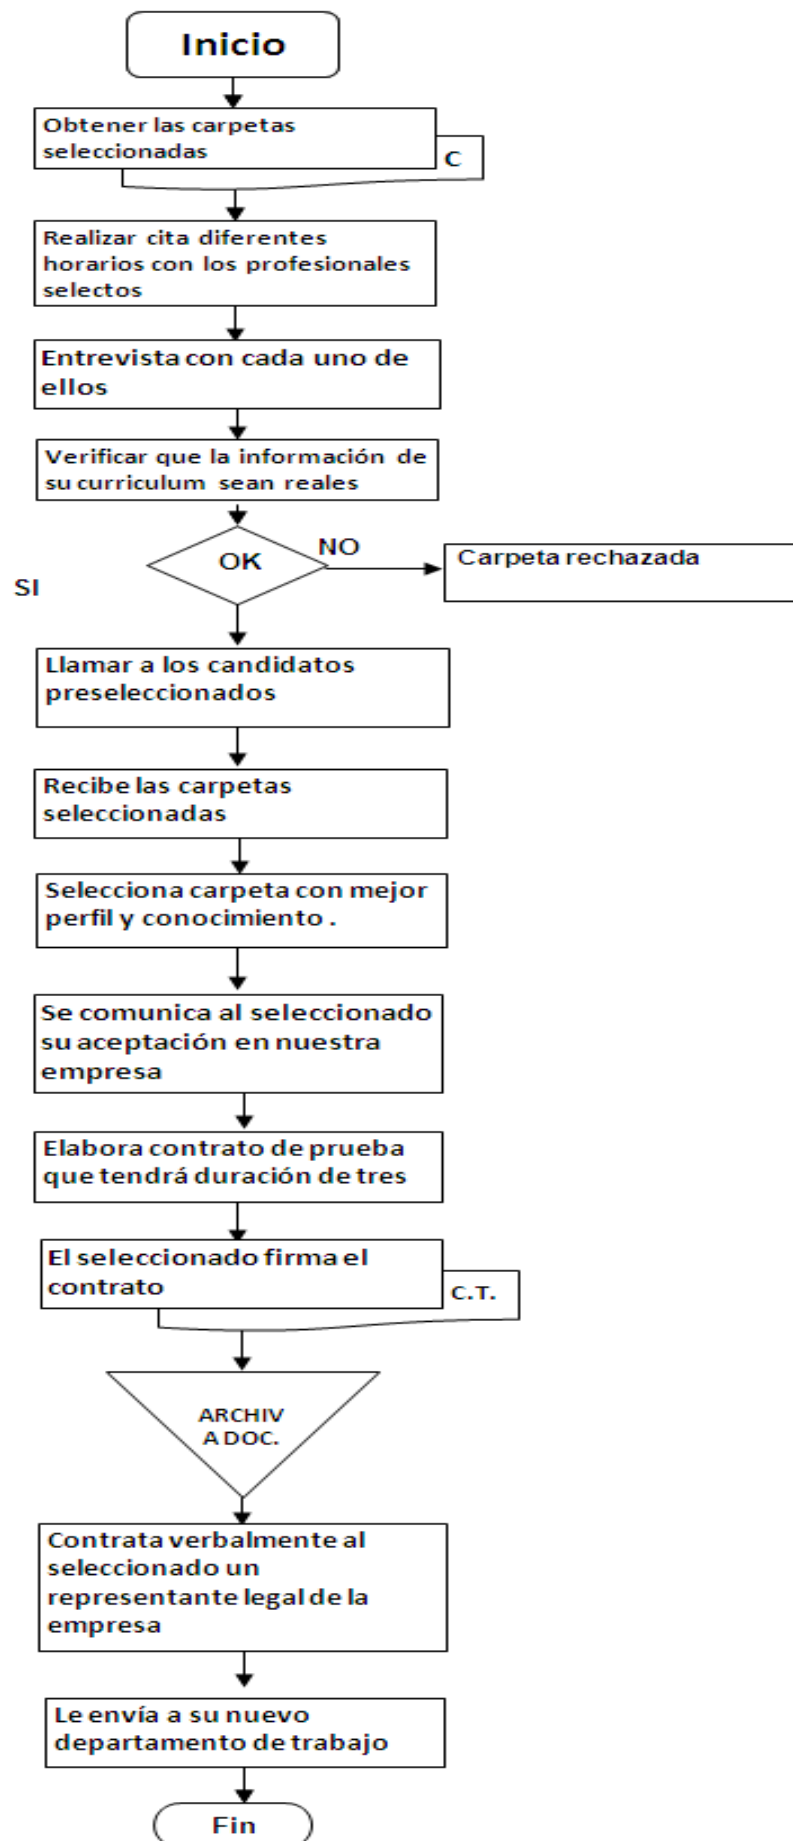 Inicio
Obtener las carpetas
seleccionadas
C
Realizar cita diferentes
horarios con los profesionales
selectos
Entrevista con cada uno de
ellos
Verificar que la información de
su curriculum sean reales
OK
NO
Carpeta rechazada
SI
Llamar a los candidatos
preseleccionados
Recibe las carpetas
seleccionadas
Selecciona carpeta con mejor
perfil y conocimiento .
Se comunica al seleccionado
su aceptación en nuestra
empresa
Elabora contrato de prueba
que tendrá duración de tres
El seleccionado firma el
contrato
C.T.
ARCHIV
A DOC.
Contrata verbalmente al
seleccionado un
representante legal de la
empresa
Le envía a su nuevo
departamento de trabajo
Fin